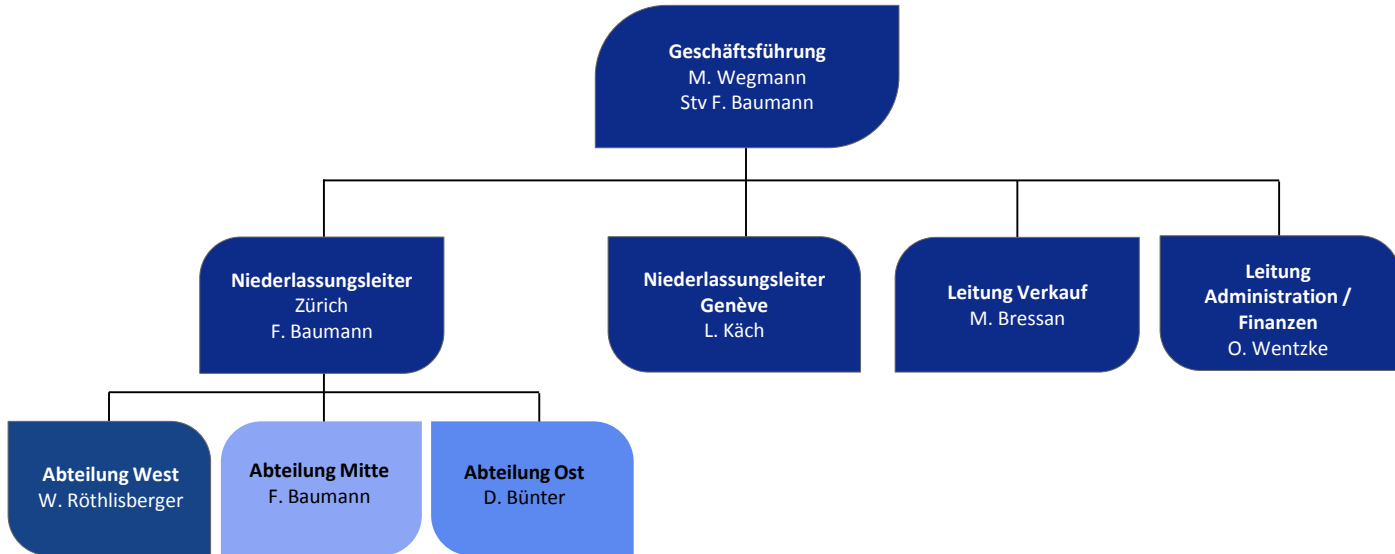 Geschäftsführung
M. Wegmann
Stv F. Baumann
Niederlassungsleiter
Zürich
F. Baumann
Niederlassungsleiter
Genève
L. Käch
Leitung Verkauf
M. Bressan
Leitung
Administration /
Finanzen
O. Wentzke
Abteilung West
W. Röthlisberger
Abteilung Mitte
F. Baumann
Abteilung Ost
D. Bünter